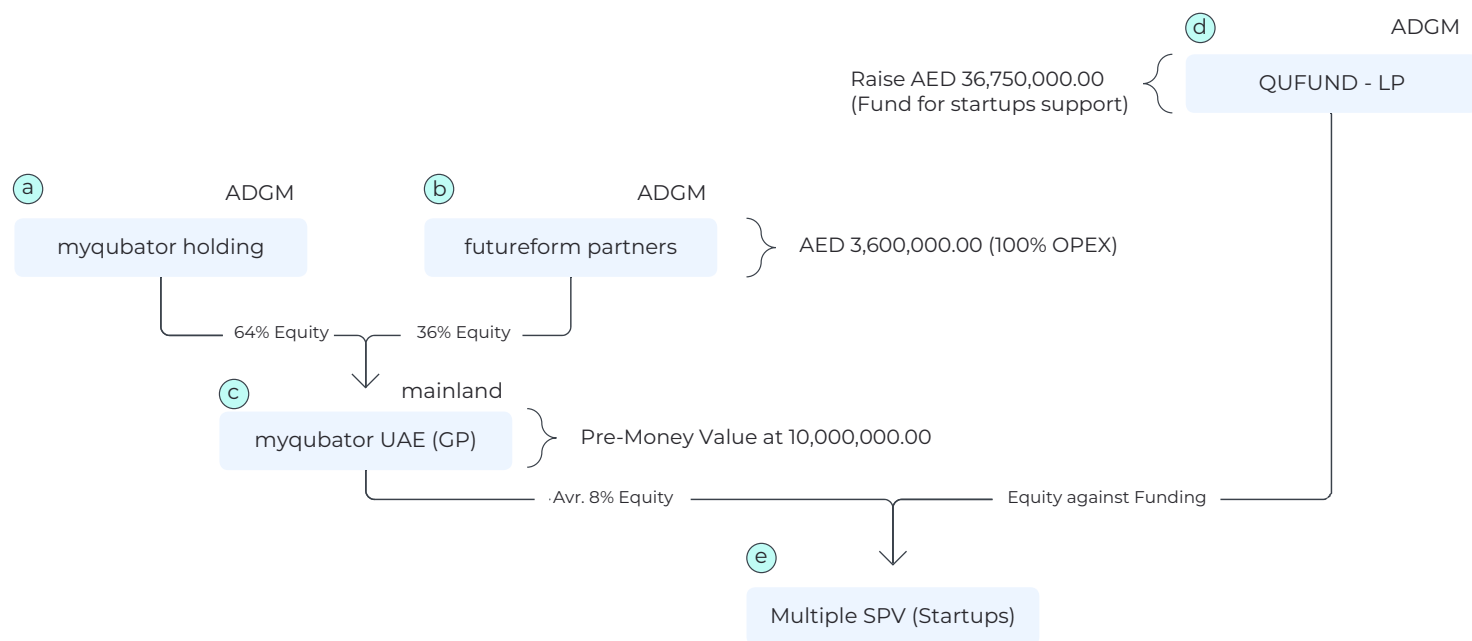 d
ADGM
Raise AED 36,750,000.00
(Fund for startups support)
QUFUND - LP
a
ADGM
b
ADGM
myqubator holding
futureform partners
AED 3,600,000.00 (100% OPEX)
64% Equity
36% Equity
c
mainland
myqubator UAE (GP)
Pre-Money Value at 10,000,000.00
Avr. 8% Equity
Equity against Funding
e
Multiple SPV (Startups)